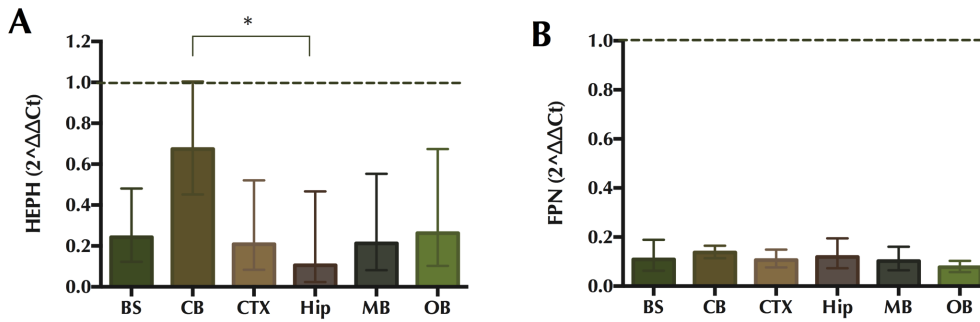 A
*
HEPH (2^ΔΔCt)
1.2
1.0
0.8
0.6
0.4
0.2
0.0
BS CB CTX Hip MB OB
B
FPN (2^ΔΔCt)
1.0
0.8
0.6
0.4
0.2
0.0
BS CB CTX Hip MB OB